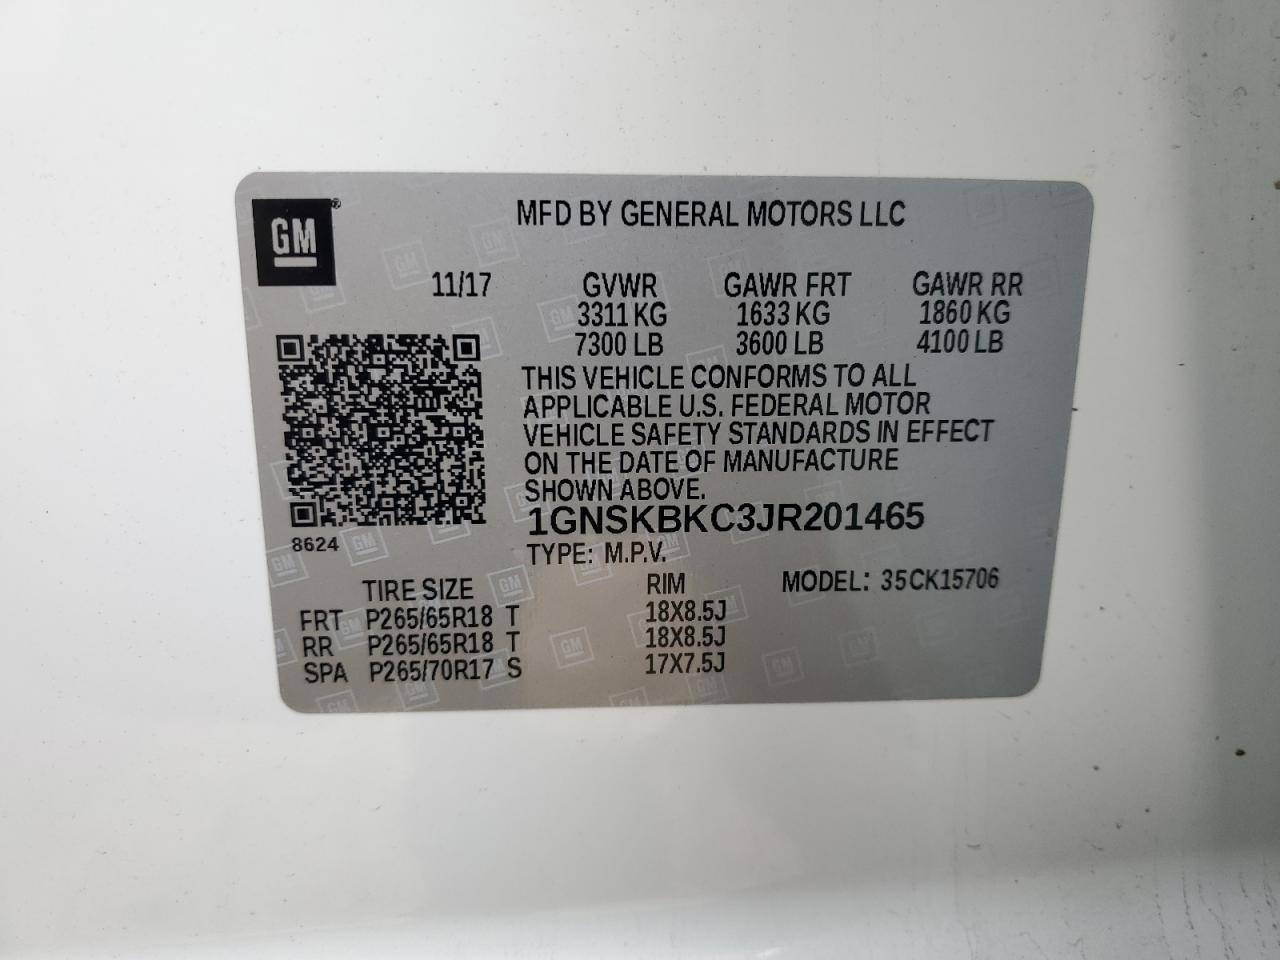 GM®
MFD BY GENERAL MOTORS LLC
11/17 GVWR GAWR FRT GAWR RR
3311 KG 1633 KG 1860 KG
7300 LB 3600 LB 4100 LB
THIS VEHICLE CONFORMS TO ALL
APPLICABLE U.S. FEDERAL MOTOR
VEHICLE SAFETY STANDARDS IN EFFECT
ON THE DATE OF MANUFACTURE
SHOWN ABOVE.
1GNSKBKC3JR201465
8624
TYPE: M.P.V.
TIRE SIZE RIM MODEL: 35CK15706
FRT P265/65R18 T 18X8.5J
RR P265/65R18 T 18X8.5J
SPA P265/70R17 S 17X7.5J